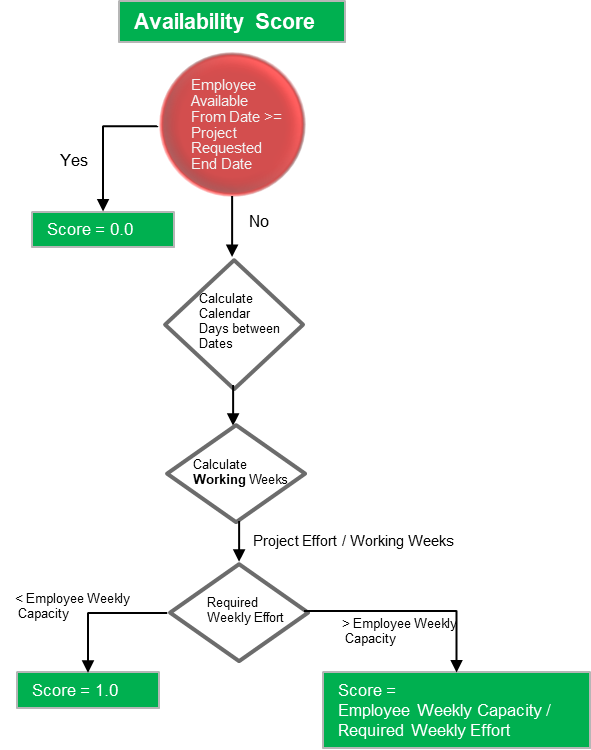 Availability Score
Employee
Available
From Date >=
Project
Requested
End Date
Yes
Score = 0.0
No
Calculate
Calendar
Days between
Dates
Calculate
Working Weeks
Project Effort / Working Weeks
< Employee Weekly
Capacity
Required
Weekly Effort
> Employee Weekly
Capacity
Score = 1.0
Score =
Employee Weekly Capacity /
Required Weekly Effort